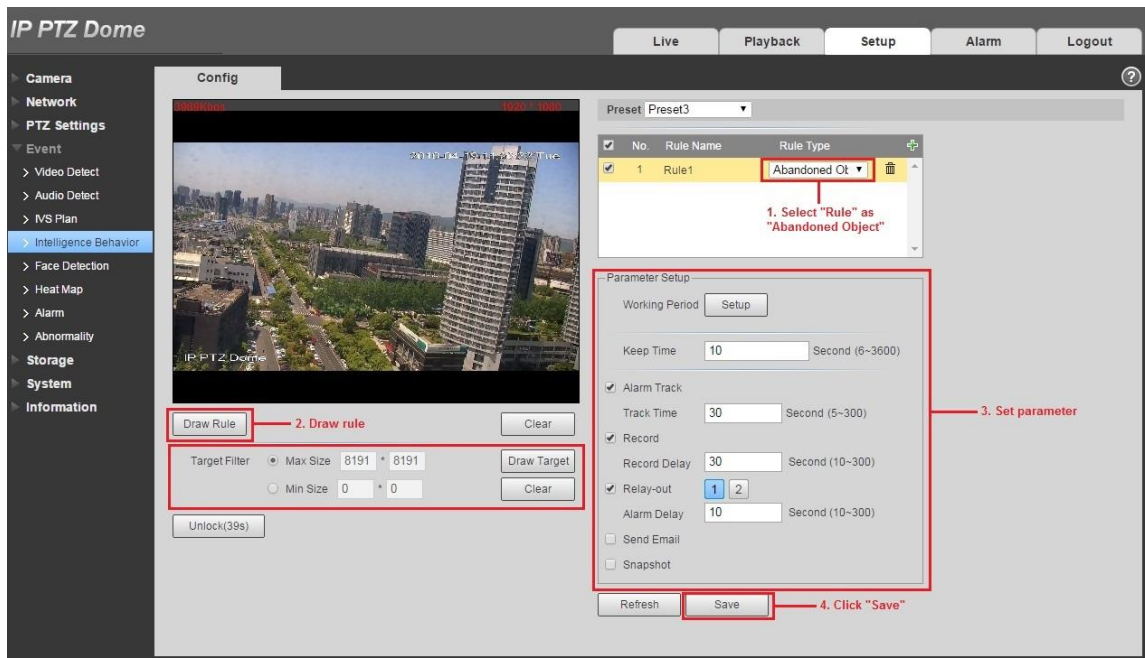 IP PTZ Dome
Live
Playback
Setup
Alarm
Logout
Camera
Network
PTZ Settings
Event
Video Detect
Audio Detect
IVS Plan
Intelligence Behavior
Face Detection
Heat Map
Alarm
Abnormality
Storage
System
Information
Config
1920 * 1080
IP PTZ Dome
Draw Rule
2. Draw rule
Clear
Target Filter Max Size 8191 * 8191 Draw Target
Min Size 0 * 0 Clear
Unlock(39s)
Preset Preset3
No. Rule Name Rule Type
1 Rule1 Abandoned Ob
1. Select "Rule" as
"Abandoned Object"
Parameter Setup
Working Period Setup
Keep Time 10 Second (6~3600)
Alarm Track
Track Time 30 Second (5~300)
Record
Record Delay 30 Second (10~300)
Relay-out 1 2
Alarm Delay 10 Second (10~300)
Send Email
Snapshot
3. Set parameter
Refresh
Save
4. Click "Save"